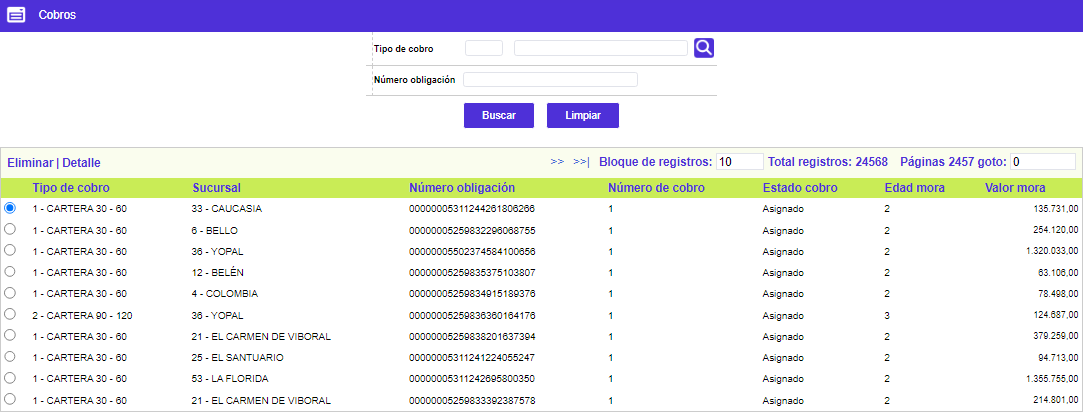 Cobros
Tipo de cobro
Número obligación
Buscar Limpiar
Eliminar | Detalle >> >>| Bloque de registros: 10 Total registros: 24568 Páginas 2457 goto: 0
Tipo de cobro Sucursal Número obligación Número de cobro Estado cobro Edad mora Valor mora
1 - CARTERA 30 - 60 33 - CAUCASIA 00000005311244261806266 1 Asignado 2 135.731,00
1 - CARTERA 30 - 60 6 - BELLO 00000005259832296068755 1 Asignado 2 254.120,00
1 - CARTERA 30 - 60 36 - YOPAL 00000005502374584100656 1 Asignado 2 1.320.033,00
1 - CARTERA 30 - 60 12 - BELÉN 00000005259835375103807 1 Asignado 2 63.106,00
1 - CARTERA 30 - 60 4 - COLOMBIA 00000005259834915189376 1 Asignado 2 78.498,00
2 - CARTERA 90 - 120 36 - YOPAL 00000005259836360164176 1 Asignado 3 124.687,00
1 - CARTERA 30 - 60 21 - EL CARMEN DE VIBORAL 00000005259838201637394 1 Asignado 2 379.259,00
1 - CARTERA 30 - 60 25 - EL SANTUARIO 00000005311241224055247 1 Asignado 2 94.713,00
1 - CARTERA 30 - 60 53 - LA FLORIDA 00000005311242695800350 1 Asignado 2 1.355.755,00
1 - CARTERA 30 - 60 21 - EL CARMEN DE VIBORAL 00000005259833392387578 1 Asignado 2 214.801,00